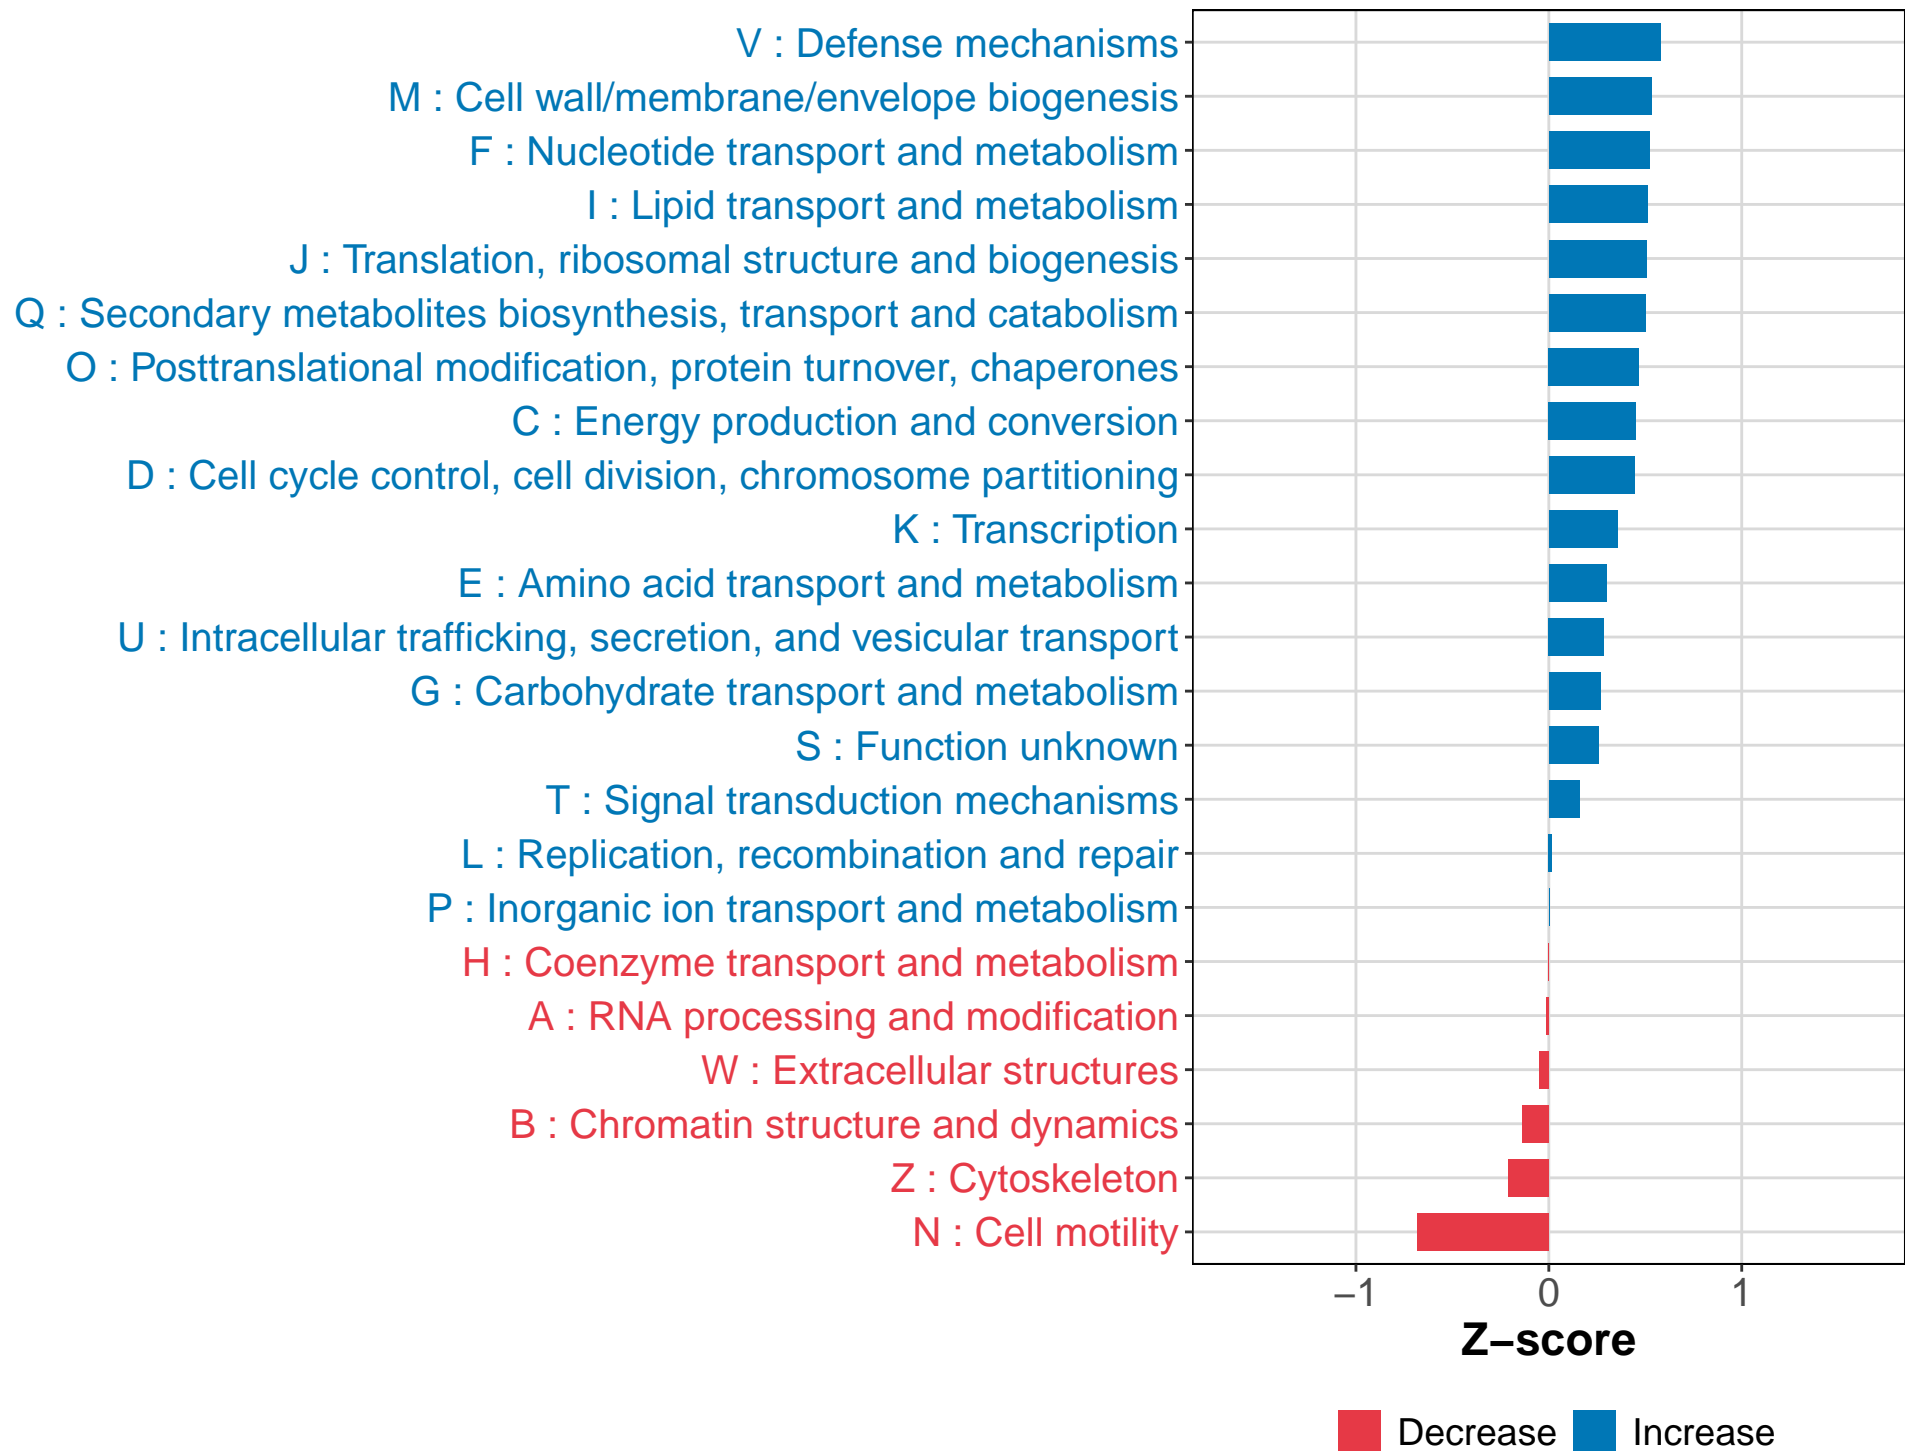 V : Defense mechanisms
M : Cell wall/membrane/envelope biogenesis
F : Nucleotide transport and metabolism
I : Lipid transport and metabolism
J : Translation, ribosomal structure and biogenesis
Q : Secondary metabolites biosynthesis, transport and catabolism
O : Posttranslational modification, protein turnover, chaperones
C : Energy production and conversion
D : Cell cycle control, cell division, chromosome partitioning
K : Transcription
E : Amino acid transport and metabolism
U : Intracellular trafficking, secretion, and vesicular transport
G : Carbohydrate transport and metabolism
S : Function unknown
T : Signal transduction mechanisms
L : Replication, recombination and repair
P : Inorganic ion transport and metabolism
H : Coenzyme transport and metabolism
A : RNA processing and modification
W : Extracellular structures
B : Chromatin structure and dynamics
Z : Cytoskeleton
N : Cell motility
−1 0 1
Z−score
Decrease Increase